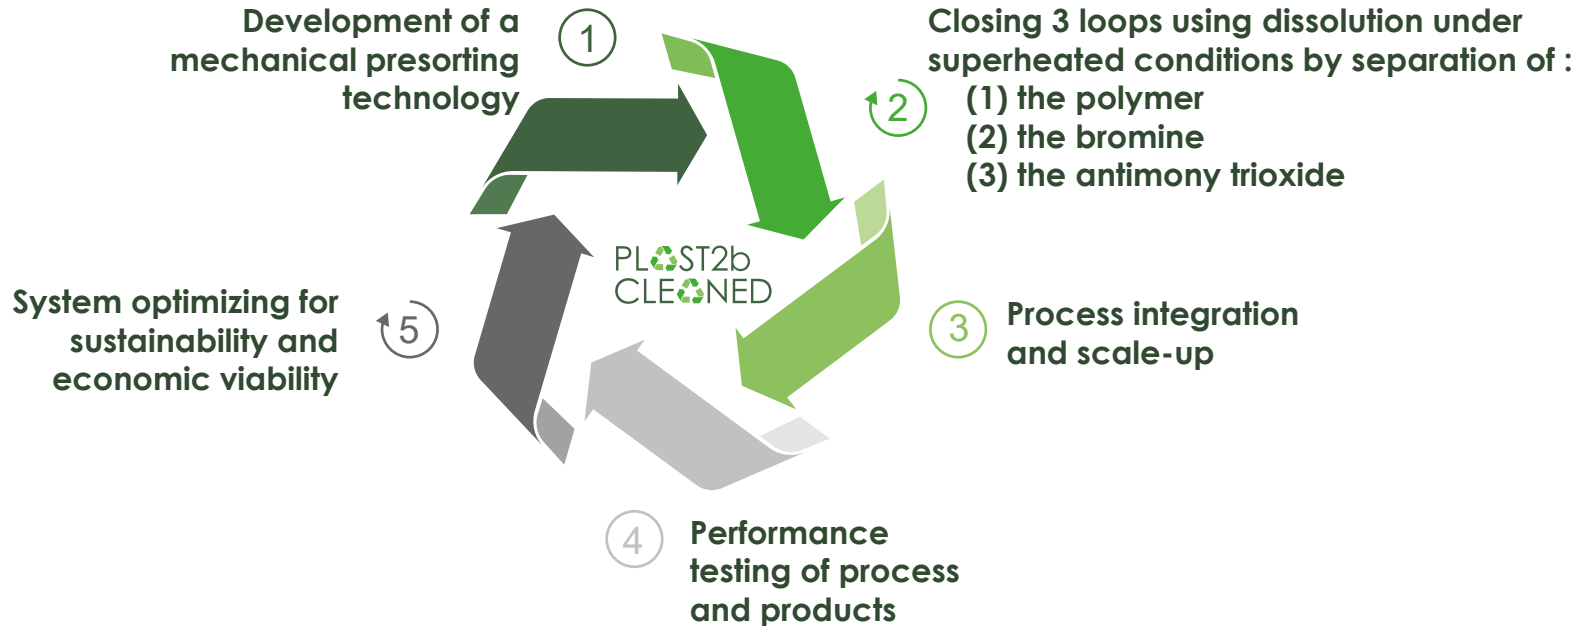 Development of a
mechanical presorting
technology
1
Closing 3 loops using dissolution under
superheated conditions by separation of :
(1) the polymer
(2) the bromine
(3) the antimony trioxide
2
PLAST2b
CLEANED
3
Process integration
and scale-up
4
Performance
testing of process
and products
System optimizing for
sustainability and
economic viability
5